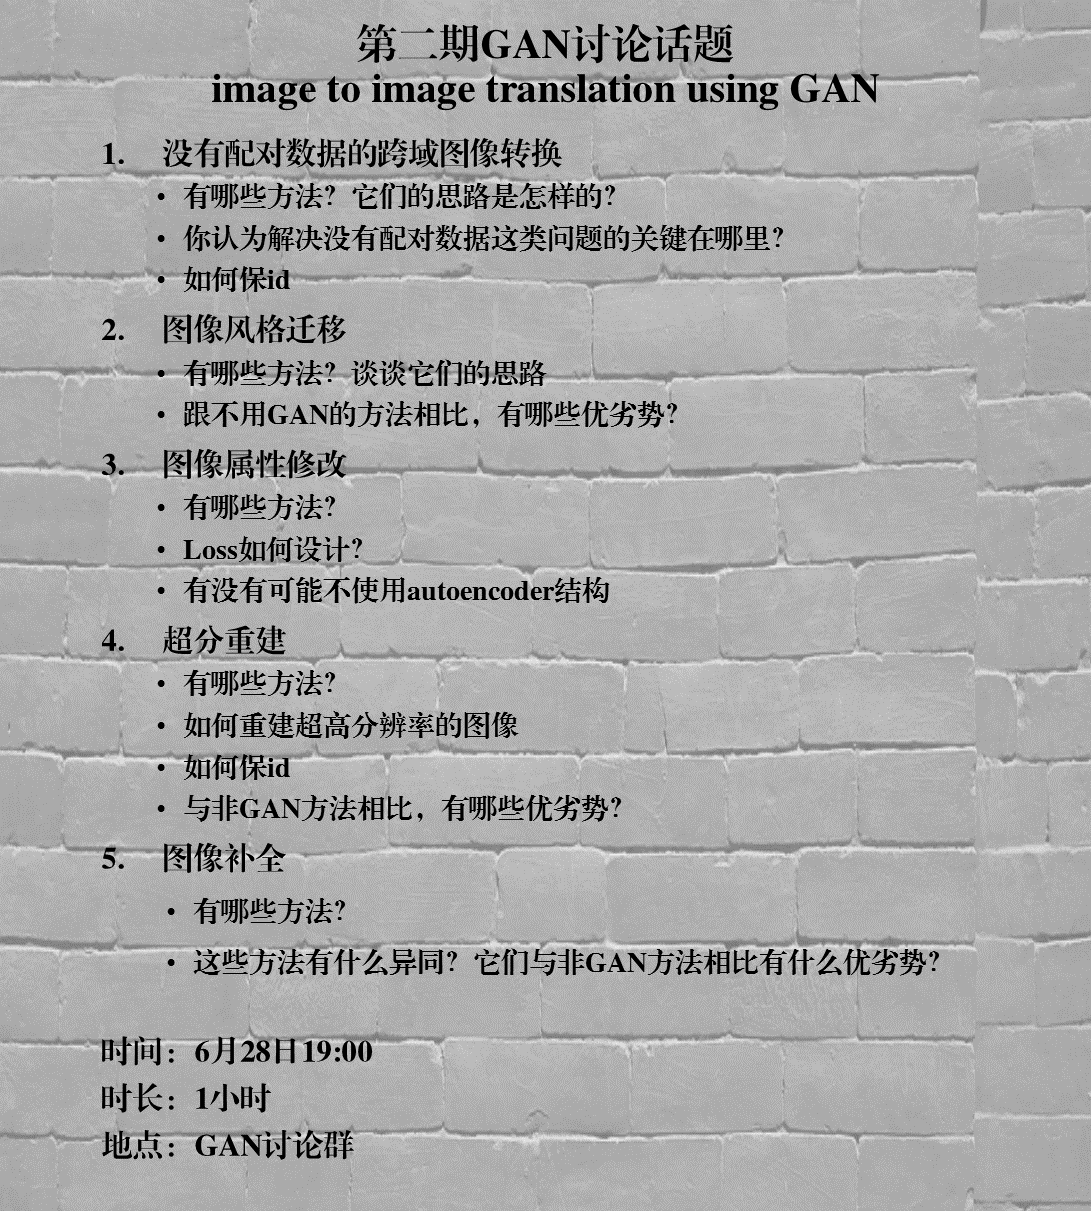 第二期GAN讨论话题
image to image translation using GAN
1. 没有配对数据的跨域图像转换
• 有哪些方法？它们的思路是怎样的？
• 你认为解决没有配对数据这类问题的关键在哪里？
• 如何保id
2. 图像风格迁移
• 有哪些方法？谈谈它们的思路
• 跟不用GAN的方法相比，有哪些优劣势？
3. 图像属性修改
• 有哪些方法？
• Loss如何设计？
• 有没有可能不使用autoencoder结构
4. 超分重建
• 有哪些方法？
• 如何重建超高分辨率的图像
• 如何保id
• 与非GAN方法相比，有哪些优劣势？
5. 图像补全
• 有哪些方法？
• 这些方法有什么异同？它们与非GAN方法相比有什么优劣势？
时间：6月28日19:00
时长：1小时
地点：GAN讨论群